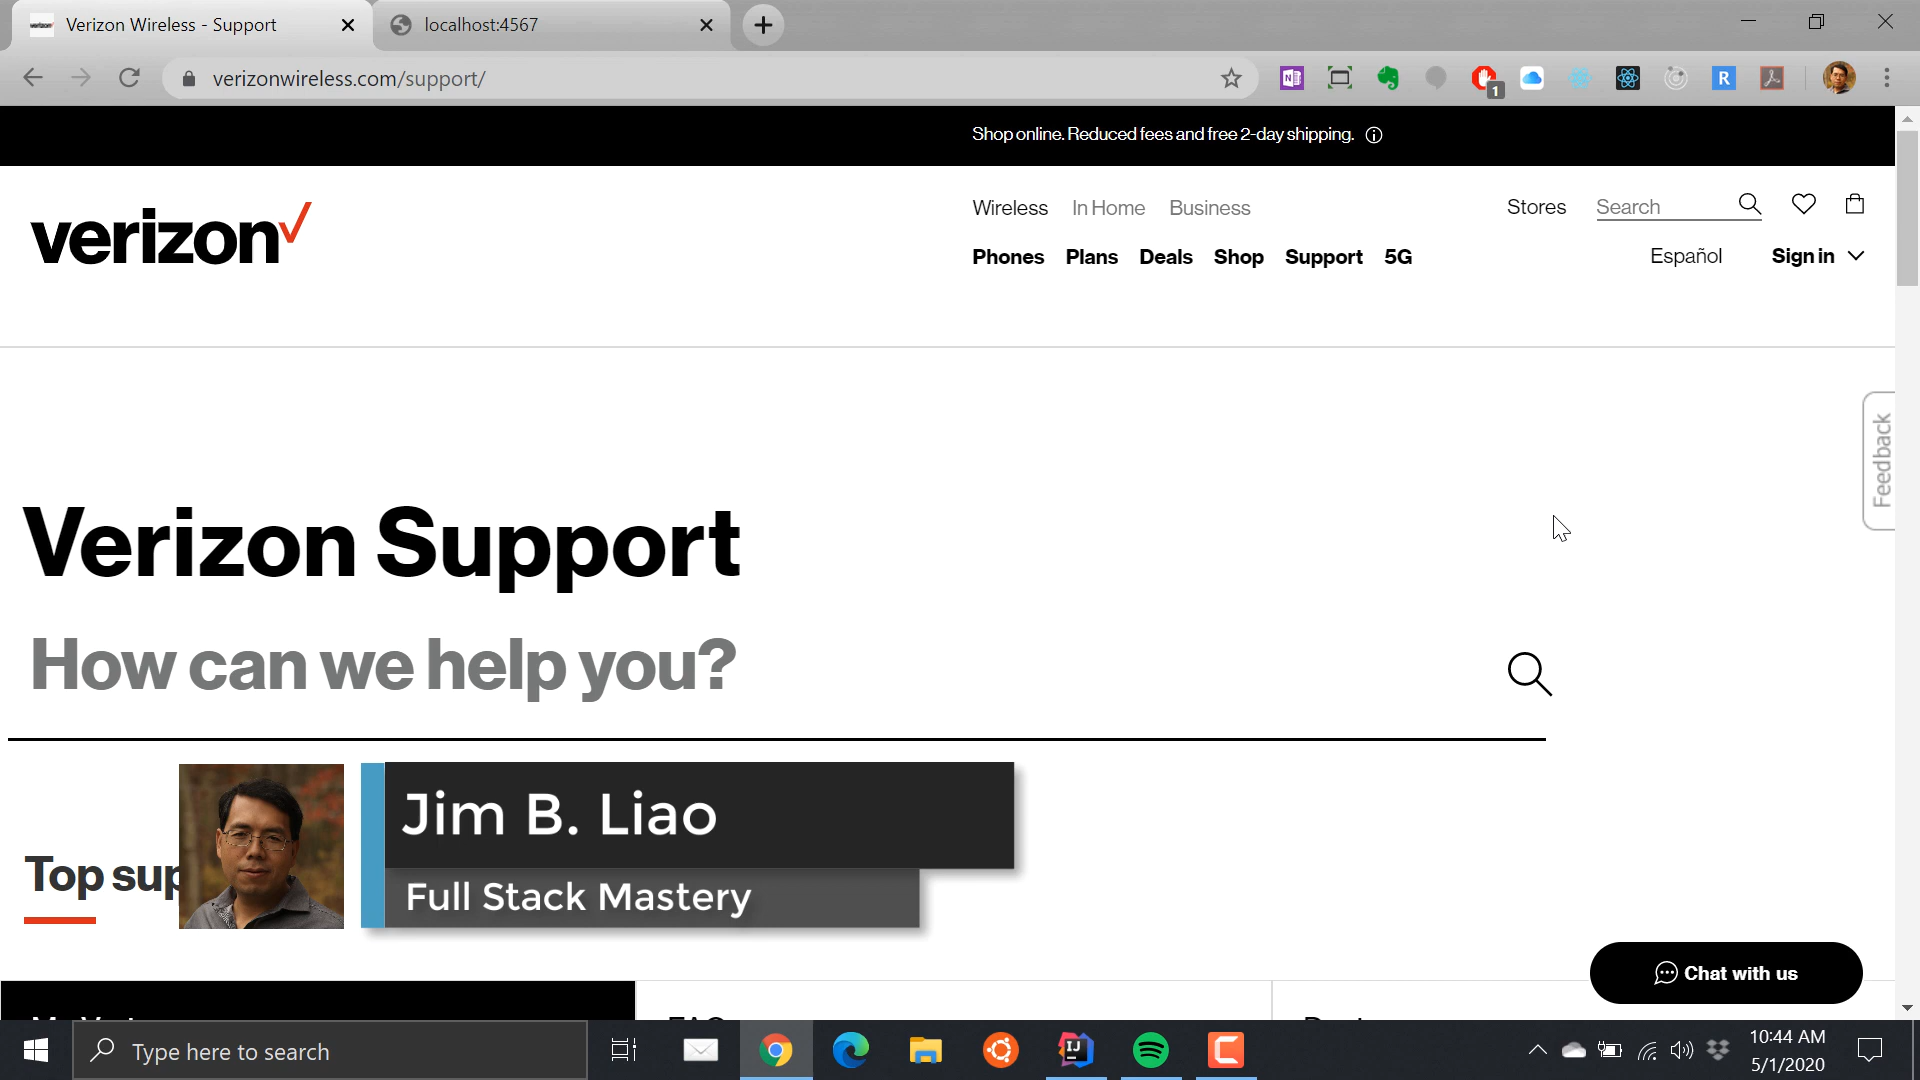 Verizon Wireless - Support
localhost:4567
verizonwireless.com/support/
1
R
Shop online. Reduced fees and free 2-day shipping.
verizon
Wireless In Home Business
Stores Search
Phones Plans Deals Shop Support 5G
Español Sign in
Feedback
Verizon Support
How can we help you?
Jim B. Liao
Top sup
Full Stack Mastery
Chat with us
Type here to search
IJ
10:44 AM
5/1/2020